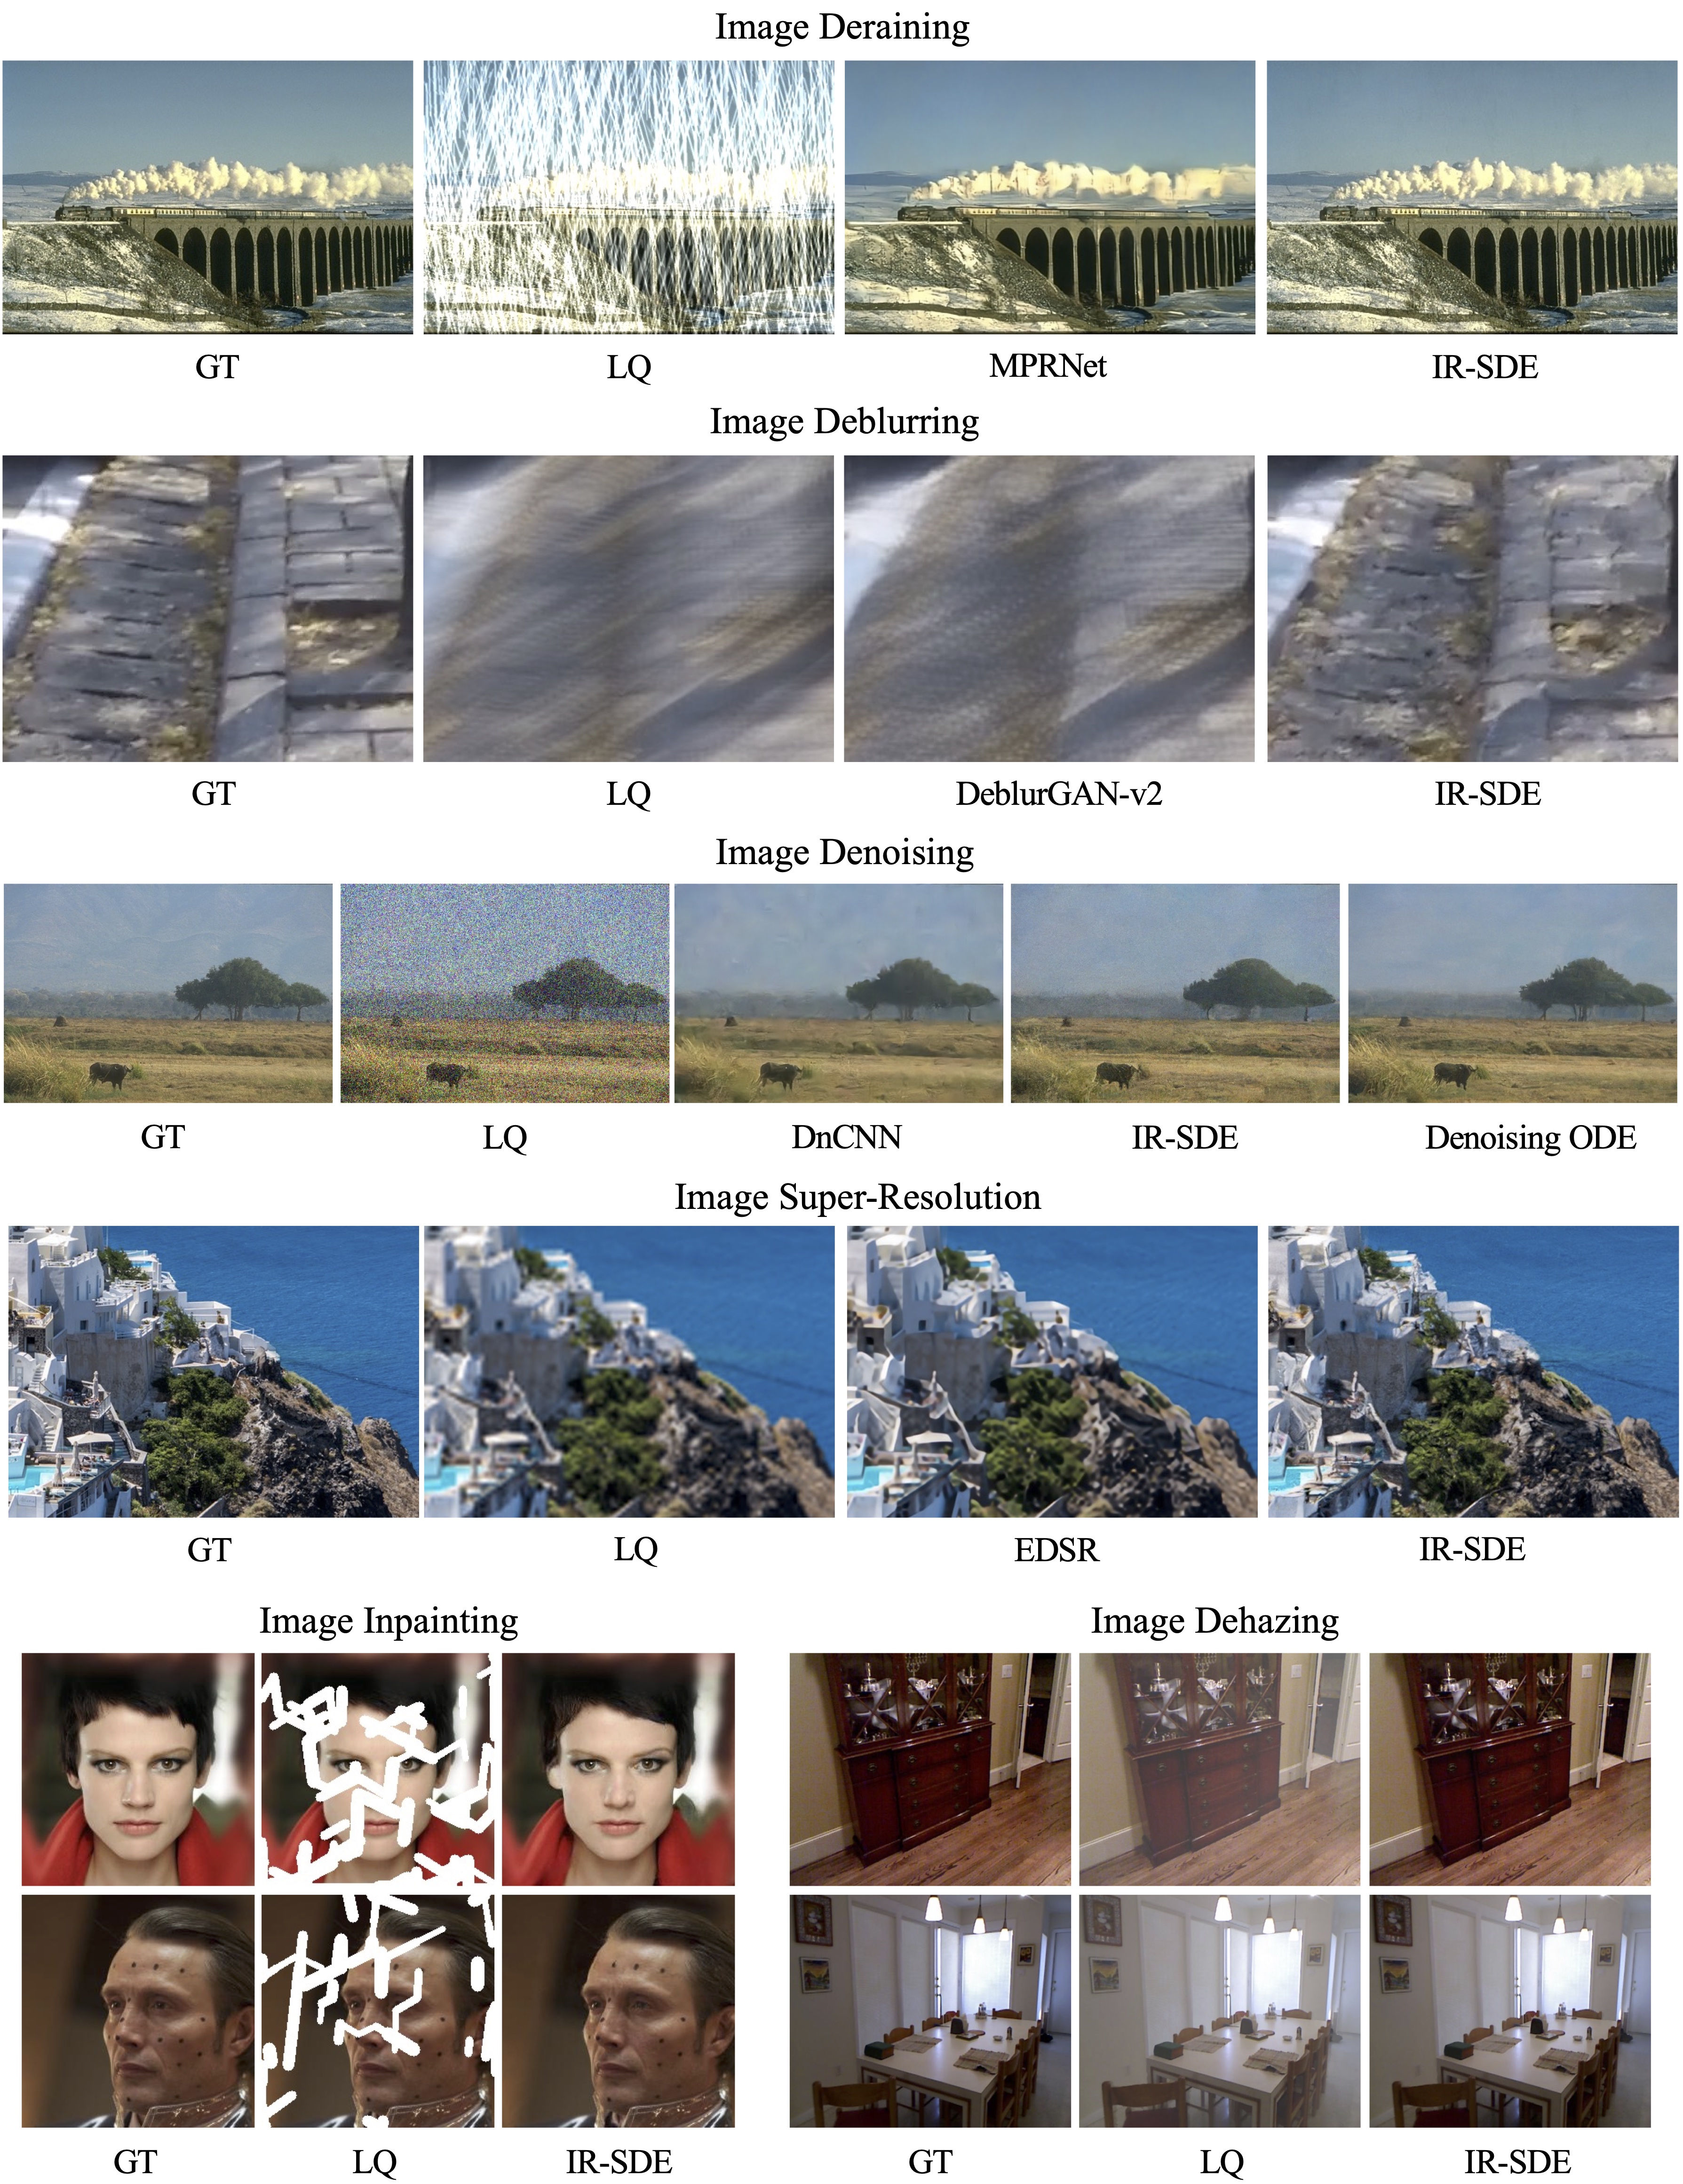 Image Deraining
GT LQ MPRNet IR-SDE
Image Deblurring
GT LQ DeblurGAN-v2 IR-SDE
Image Denoising
GT LQ DnCNN IR-SDE Denoising ODE
Image Super-Resolution
GT LQ EDSR IR-SDE
Image Inpainting Image Dehazing
GT LQ IR-SDE GT LQ IR-SDE